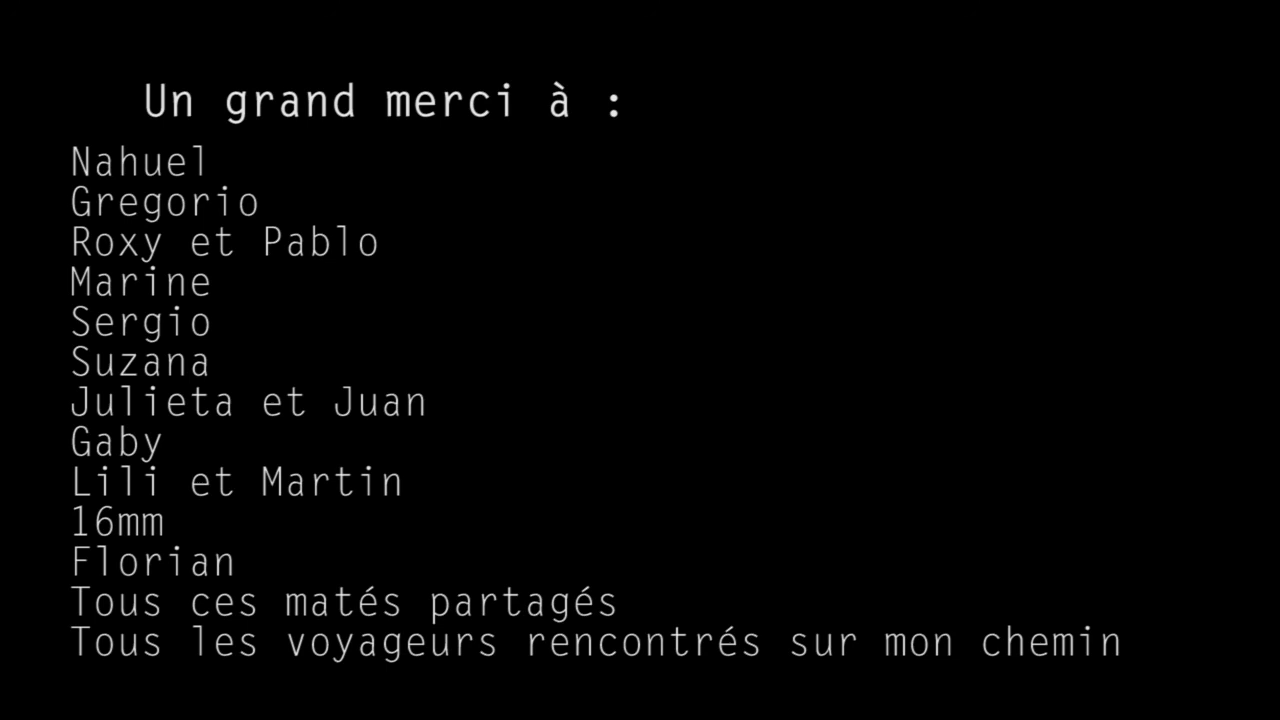 Un grand merci à :
Nahuel
Gregorio
Roxy et Pablo
Marine
Sergio
Suzana
Julieta et Juan
Gaby
Lili et Martin
16mm
Florian
Tous ces matés partagés
Tous les voyageurs rencontrés sur mon chemin